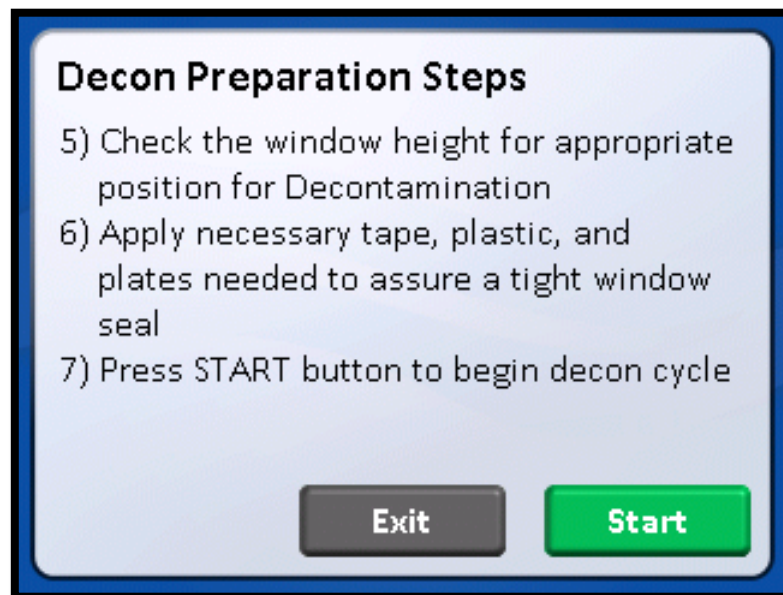 Decon Preparation Steps
5) Check the window height for appropriate
position for Decontamination
6) Apply necessary tape, plastic, and
plates needed to assure a tight window
seal
7) Press START button to begin decon cycle
Exit
Start